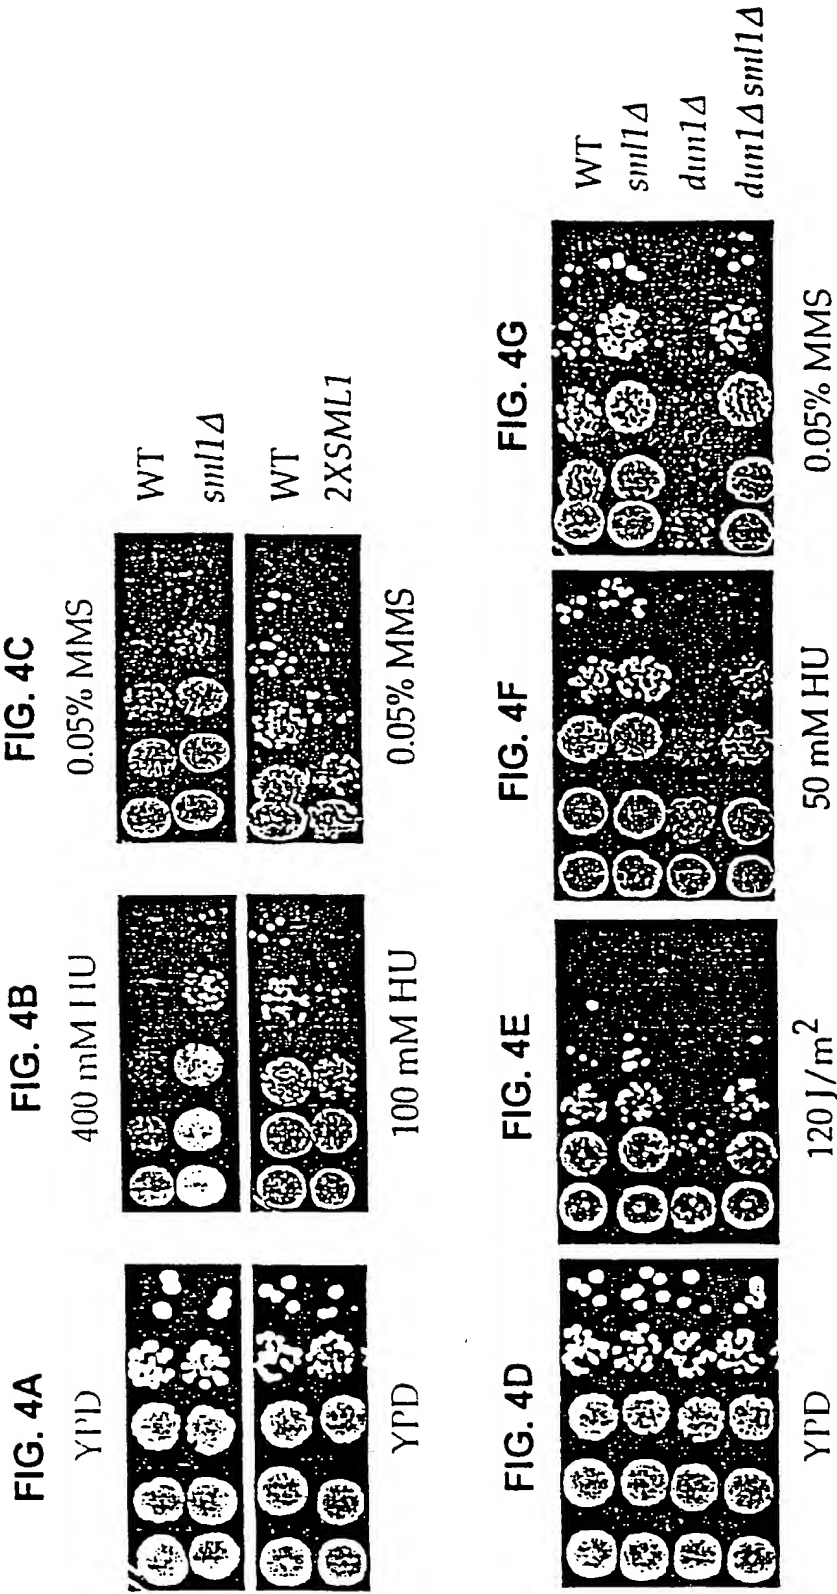 FIG. 4A
YPD
YPD
FIG. 4B
400 mM HU
100 mM HU
FIG. 4C
0.05% MMS
WT
sml1Δ
WT
2XSML1
0.05% MMS
FIG. 4D
YPD
FIG. 4E
120 J/m2
FIG. 4F
50 mM HU
FIG. 4G
WT
sml1Δ
dun1Δ
dun1Δsml1Δ
0.05% MMS